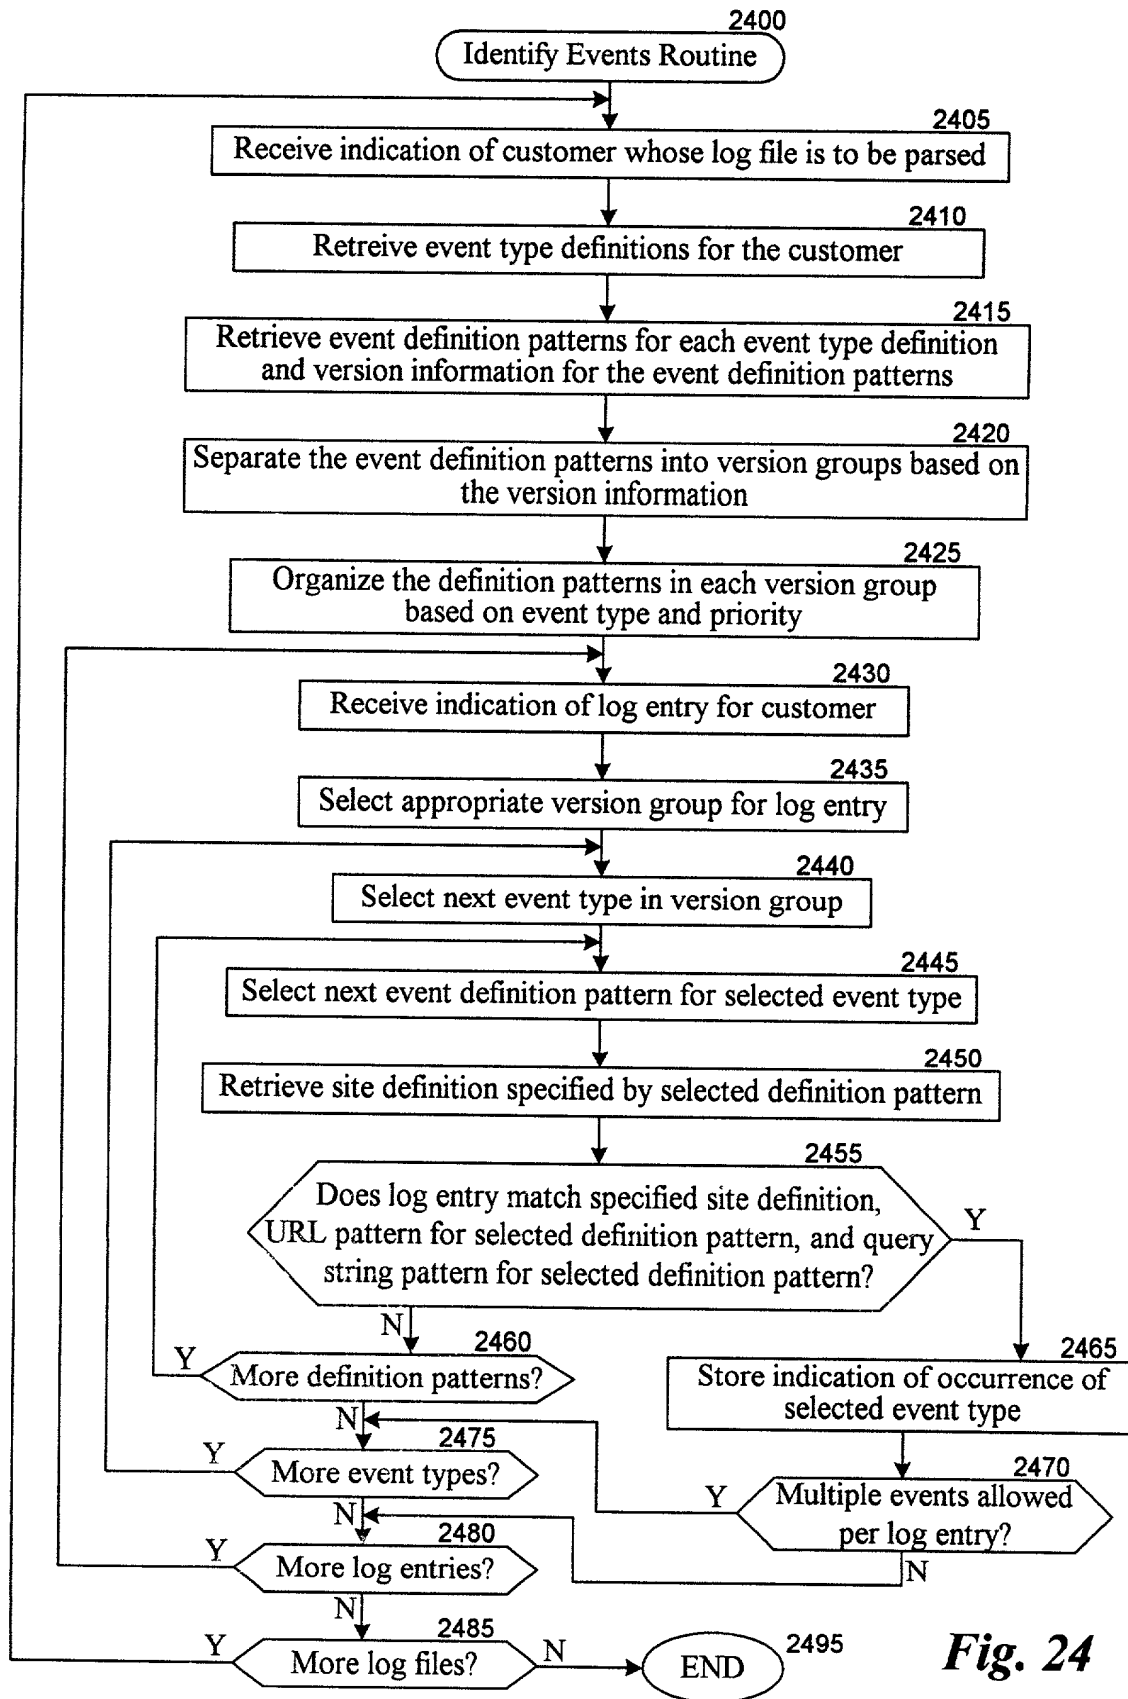 2400
Identify Events Routine
2405
Receive indication of customer whose log file is to be parsed
2410
Retreive event type definitions for the customer
2415
Retrieve event definition patterns for each event type definition
and version information for the event definition patterns
2420
Separate the event definition patterns into version groups based on
the version information
2425
Organize the definition patterns in each version group
based on event type and priority
2430
Receive indication of log entry for customer
2435
Select appropriate version group for log entry
2440
Select next event type in version group
2445
Select next event definition pattern for selected event type
2450
Retrieve site definition specified by selected definition pattern
2455
Does log entry match specified site definition,
URL pattern for selected definition pattern, and query
string pattern for selected definition pattern?
Y
N
2460
Y
More definition patterns?
N
2465
Store indication of occurrence of
selected event type
2475
Y
More event types?
N
2470
Y
Multiple events allowed
per log entry?
N
2480
Y
More log entries?
N
2485
Y
More log files?
N
END
2495
Fig. 24